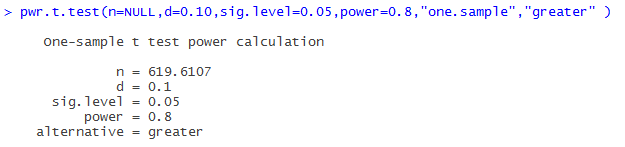 > pwr.t.test(n=NULL,d=0.10,sig.level=0.05,power=0.8,"one.sample","greater" )
One-sample t test power calculation
n = 619.6107
d = 0.1
sig.level = 0.05
power = 0.8
alternative = greater